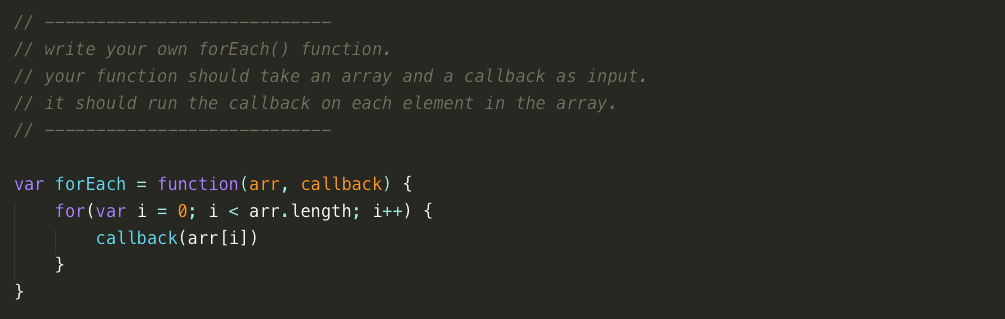 // ----------------------------
// write your own forEach() function.
// your function should take an array and a callback as input.
// it should run the callback on each element in the array.
// ----------------------------
var forEach = function(arr, callback) {
    for(var i = 0; i < arr.length; i++) {
        callback(arr[i])
    }
}